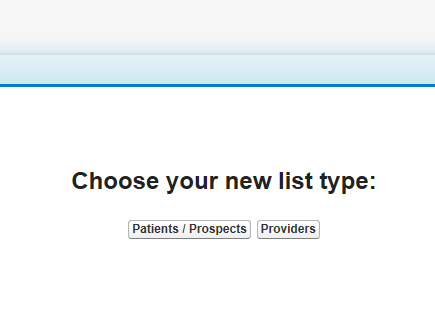 Choose your new list type:
Patients / Prospects Providers